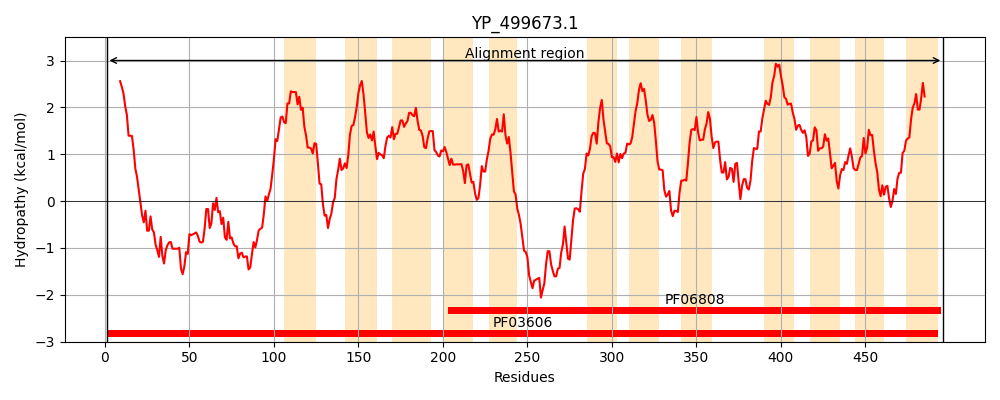 YP_499673.1
Alignment region
Hydropathy (kcal/mol)
3
2
1
0
−1
−2
−3
PF06808
PF03606
0 50 100 150 200 250 300 350 400 450
Residues